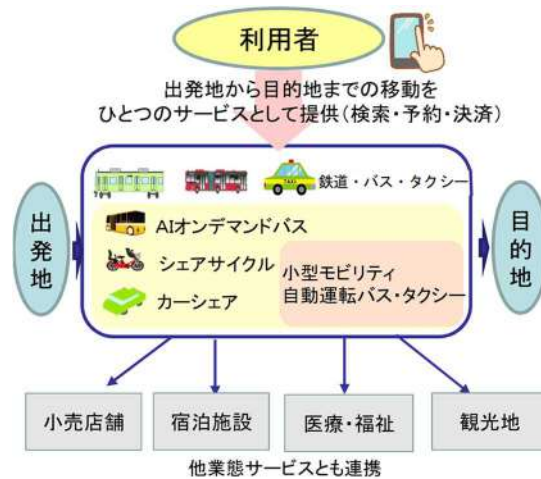 利用者
出発地から目的地までの移動を
ひとつのサービスとして提供(検索・予約・決済)
鉄道・バス・タクシー
出発地
AIオンデマンドバス
シェアサイクル
カーシェア
小型モビリティ
自動運転バス・タクシー
目的地
小売店舗
宿泊施設
医療・福祉
観光地
他業態サービスとも連携